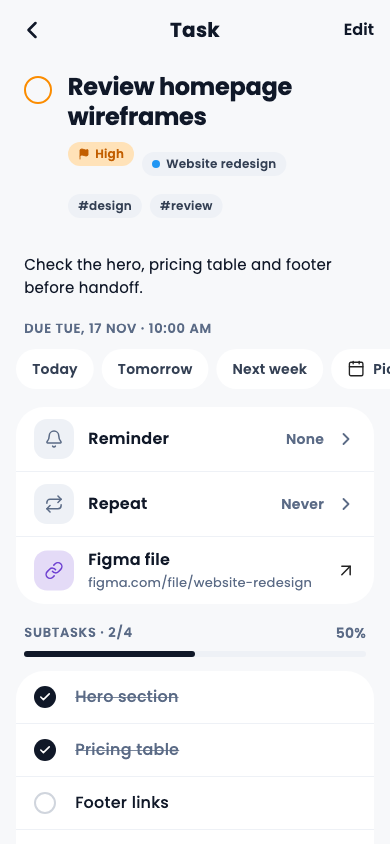 Task
Edit
Review homepage
wireframes
High
Website redesign
#design
#review
Check the hero, pricing table and footer
before handoff.
DUE TUE, 17 NOV · 10:00 AM
Today
Tomorrow
Next week
Reminder
None
Repeat
Never
Figma file
figma.com/file/website-redesign
SUBTASKS · 2/4
50%
Hero section
Pricing table
Footer links